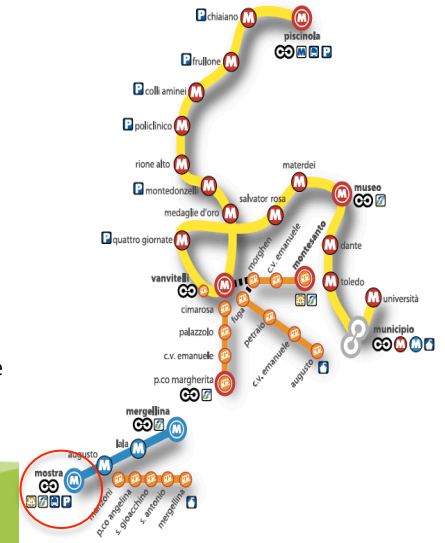 P chiaiano
M
M
piscinola
P
P frullone
M
P colli aminei
M
P policlinico
M
rione alto
M
P montedonzelli
M
medaglie d'oro
M
salvator rosa
M
materdei
M
M
museo
P quattro giornate
M
dante
M
toledo
M
M
università
municipio
M M
vanvitelli
M
morghen
c.v. emanuele
montesanto
cimarosa
palazzolo
c.v. emanuele
p.co margherita
fuga
petraio
c.v. emanuele
augusto
e
mergellina
M
lala
M
augusto
M
mostra
M
P
manzoni
p.co angelina
s. gioacchino
s. antonio
mergellina